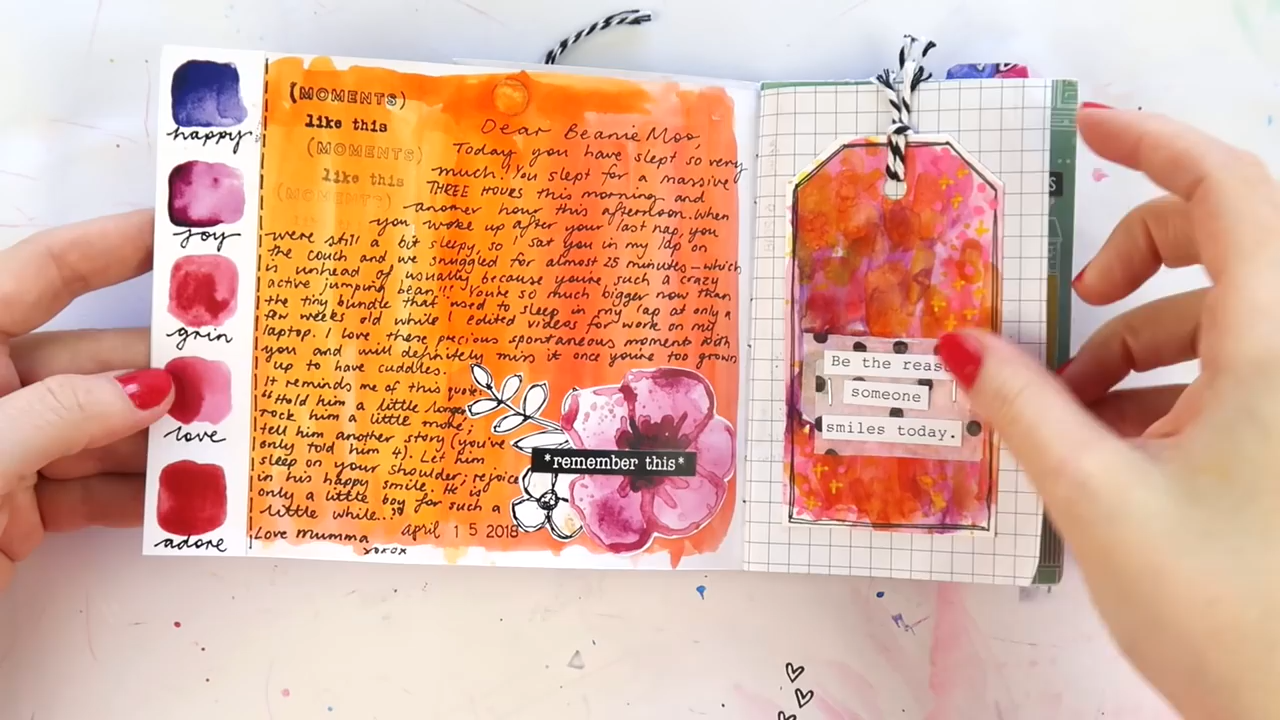 happy
joy
grin
love
adore
(MOMENTS)
like this
(MOMENTS)
like this
(MOMENTS)
Dear Beanie Moo,
Today you have slept so very
much! You slept for a massive
THREE HOURS this morning and
another hour this afternoon. When
you woke up after your last nap, you
were still a bit sleepy, so I sat you in my lap on
the couch and we snuggled for almost 25 minutes - which
is unhead of usually because you're such a crazy
active jumping bean!!! You're so much bigger now than
the tiny bundle that used to sleep in my lap at only a
few weeks old while I edited videos for work on my
laptop. I love these precious spontaneous moments with
you and will definitely miss it once you're too grown
up to have cuddles.
It reminds me of this quote:
"Hold him a little longer,
rock him a little more;
tell him another story (you've
only told him 4). Let him
sleep on your shoulder; rejoice
in his happy smile. He is
only a little boy for such a
little while..."
Love Mumma
xoxox
april 15 2018
*remember this*
Be the reas
someone
smiles today.